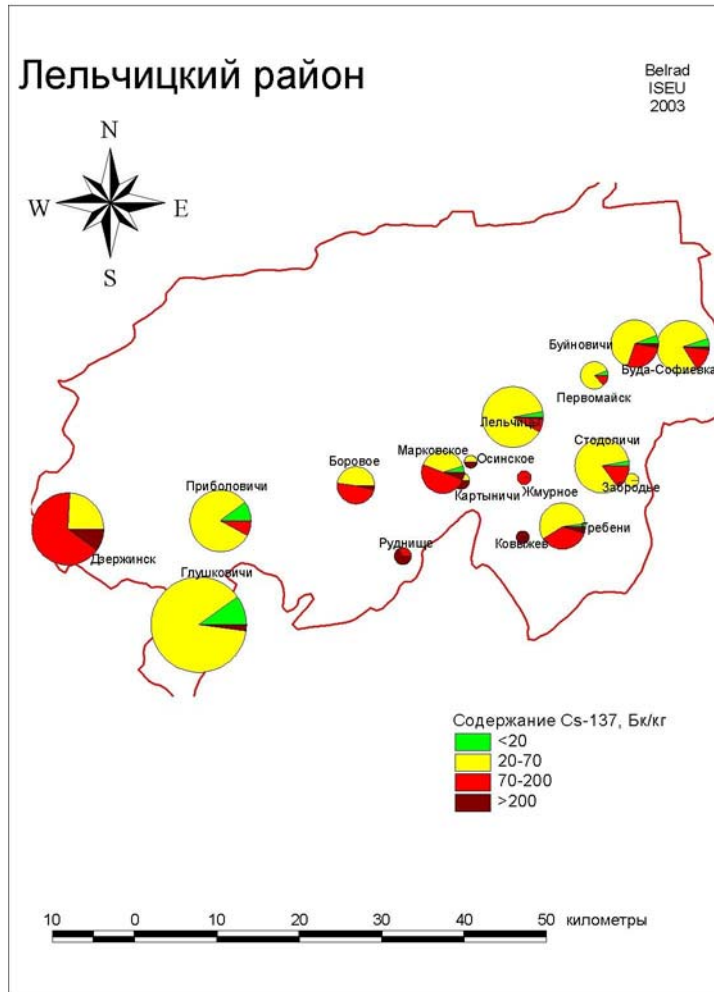 Лельчицкий район
Belrad
ISEU
2003
N
W E
S
Буйновичи
Буда-Софиевка
Первомайск
Лельчицы
Стодоличи
Марковское
Осинское
Боровое
Картыничи
Жмурное
Забродье
Приболовичи
Гребени
Ковыжев
Руднище
Дзержинск
Глушковичи
Содержание Cs-137, Бк/кг
<20
20-70
70-200
>200
10 0 10 20 30 40 50 километры